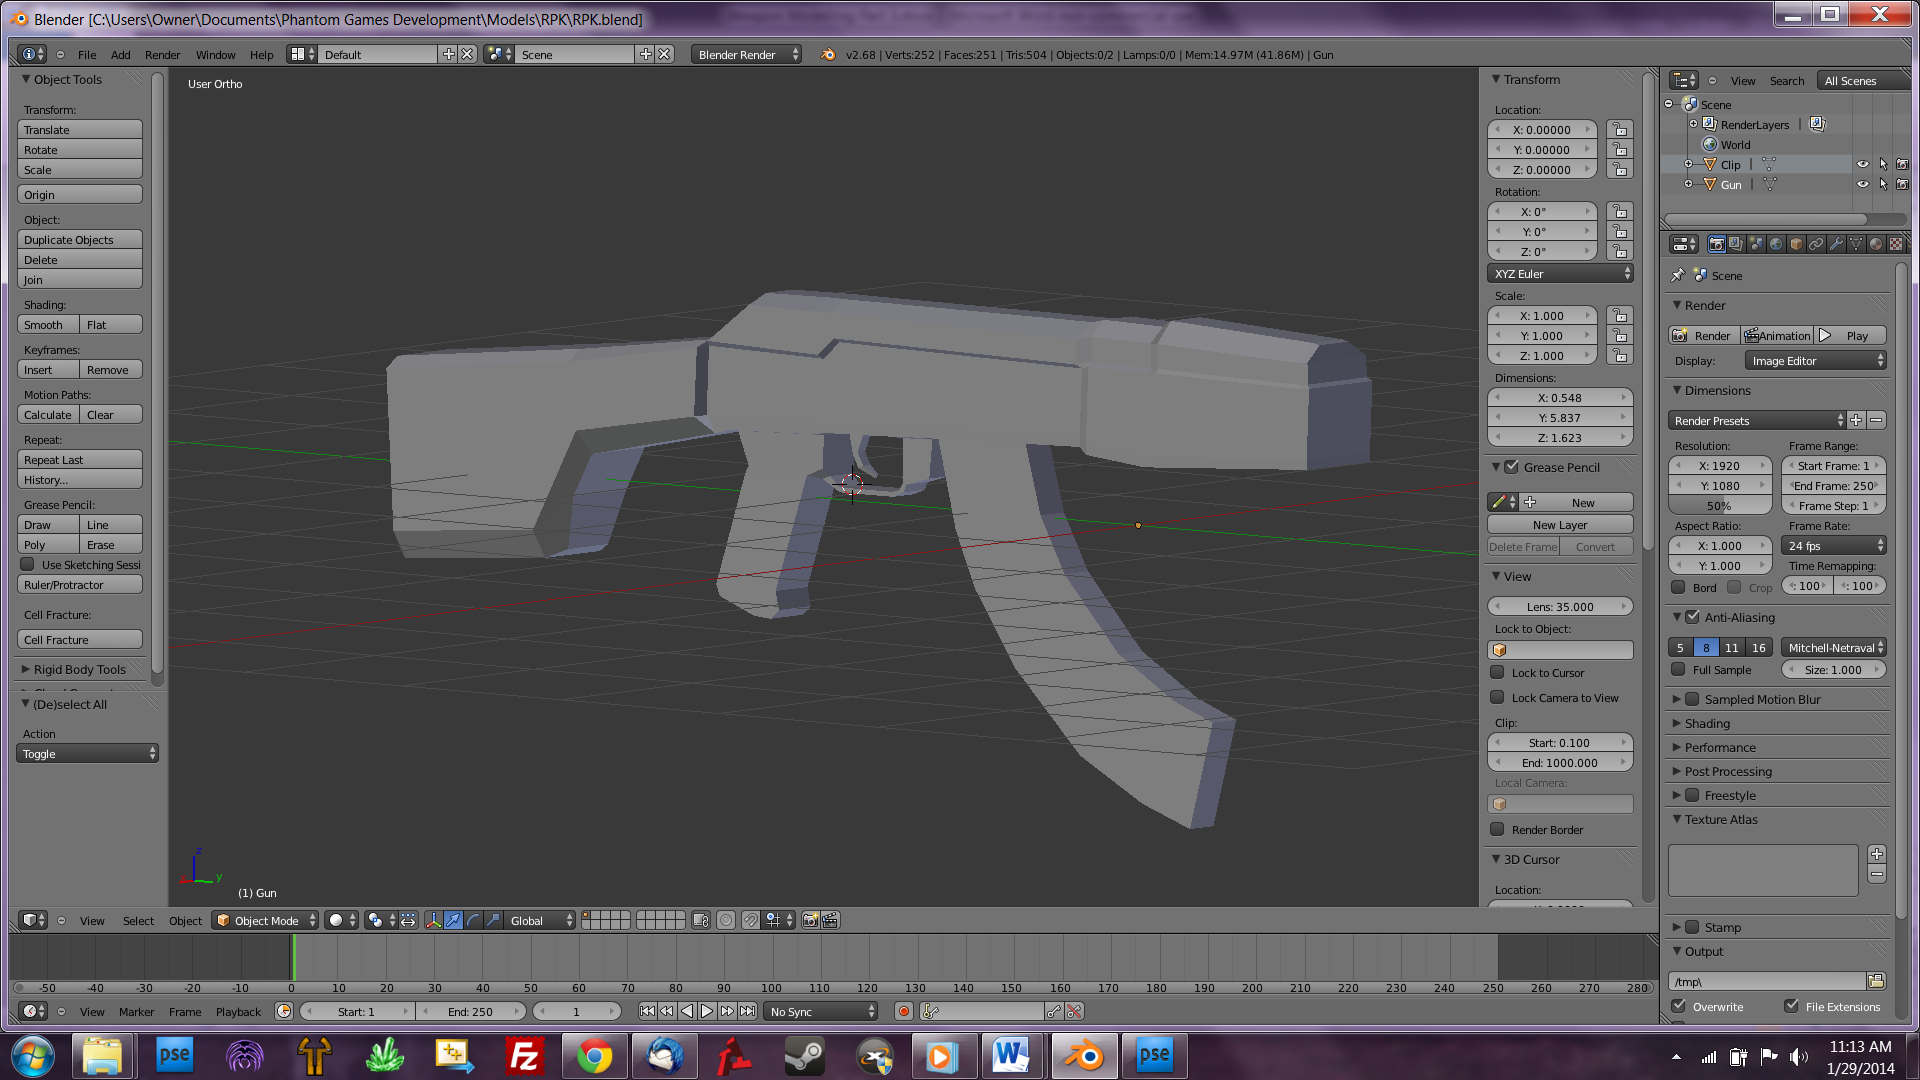 Blender [C:\Users\Owner\Documents\Phantom Games Development\Models\RPK\RPK.blend]
File Add Render Window Help Default Scene Blender Render v2.68 | Verts:252 | Faces:251 | Tris:504 | Objects:0/2 | Lamps:0/0 | Mem:14.97M (41.86M) | Gun
Object Tools
Transform:
Translate
Rotate
Scale
Origin
Object:
Duplicate Objects
Delete
Join
Shading:
Smooth Flat
Keyframes:
Insert Remove
Motion Paths:
Calculate Clear
Repeat:
Repeat Last
History...
Grease Pencil:
Draw Line
Poly Erase
Use Sketching Sessi
Ruler/Protractor
Cell Fracture:
Cell Fracture
Rigid Body Tools
(De)select All
Action
Toggle
User Ortho
z
y
(1) Gun
Transform
Location:
X: 0.00000
Y: 0.00000
Z: 0.00000
Rotation:
X: 0°
Y: 0°
Z: 0°
XYZ Euler
Scale:
X: 1.000
Y: 1.000
Z: 1.000
Dimensions:
X: 0.548
Y: 5.837
Z: 1.623
Grease Pencil
New
New Layer
Delete Frame Convert
View
Lens: 35.000
Lock to Object:
Lock to Cursor
Lock Camera to View
Clip:
Start: 0.100
End: 1000.000
Local Camera:
Render Border
3D Cursor
Location:
View Search All Scenes
Scene
RenderLayers |
World
Clip |
Gun |
Scene
Render
Render Animation Play
Display: Image Editor
Dimensions
Render Presets
Resolution: Frame Range:
X: 1920 Start Frame: 1
Y: 1080 End Frame: 250
50% Frame Step: 1
Aspect Ratio: Frame Rate:
X: 1.000 24 fps
Y: 1.000 Time Remapping:
Bord Crop : 100 : 100
Anti-Aliasing
5 8 11 16 Mitchell-Netraval
Full Sample Size: 1.000
Sampled Motion Blur
Shading
Performance
Post Processing
Freestyle
Texture Atlas
Stamp
Output
/tmp\
Overwrite File Extensions
View Select Object Object Mode Global
-50 -40 -30 -20 -10 0 10 20 30 40 50 60 70 80 90 100 110 120 130 140 150 160 170 180 190 200 210 220 230 240 250 260 270 280
View Marker Frame Playback Start: 1 End: 250 1 No Sync
pse Fz W pse
11:13 AM
1/29/2014